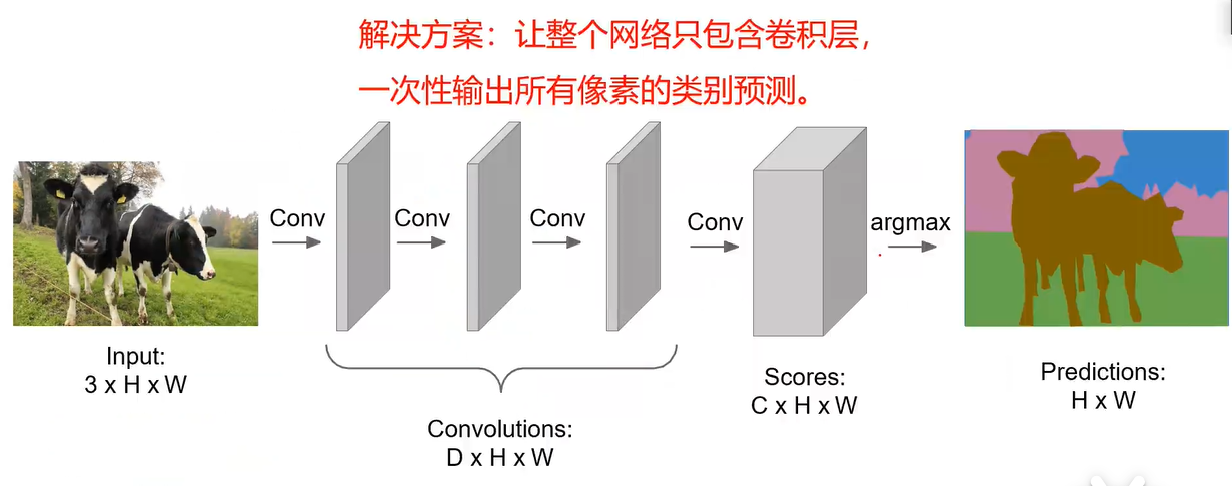 解决方案：让整个网络只包含卷积层，
一次性输出所有像素的类别预测。
Conv
Conv
Conv
Conv
argmax
Input:
3 x H x W
Convolutions:
D x H x W
Scores:
C x H x W
Predictions:
H x W